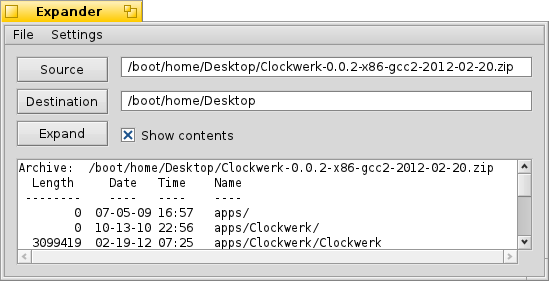 Expander
File Settings
Source /boot/home/Desktop/Clockwerk-0.0.2-x86-gcc2-2012-02-20.zip
Destination /boot/home/Desktop
Expand Show contents
Archive:  /boot/home/Desktop/Clockwerk-0.0.2-x86-gcc2-2012-02-20.zip
  Length     Date   Time    Name
 --------    ----   ----    ----
        0  07-05-09 16:57   apps/
        0  10-13-10 22:56   apps/Clockwerk/
  3099419  02-19-12 07:25   apps/Clockwerk/Clockwerk